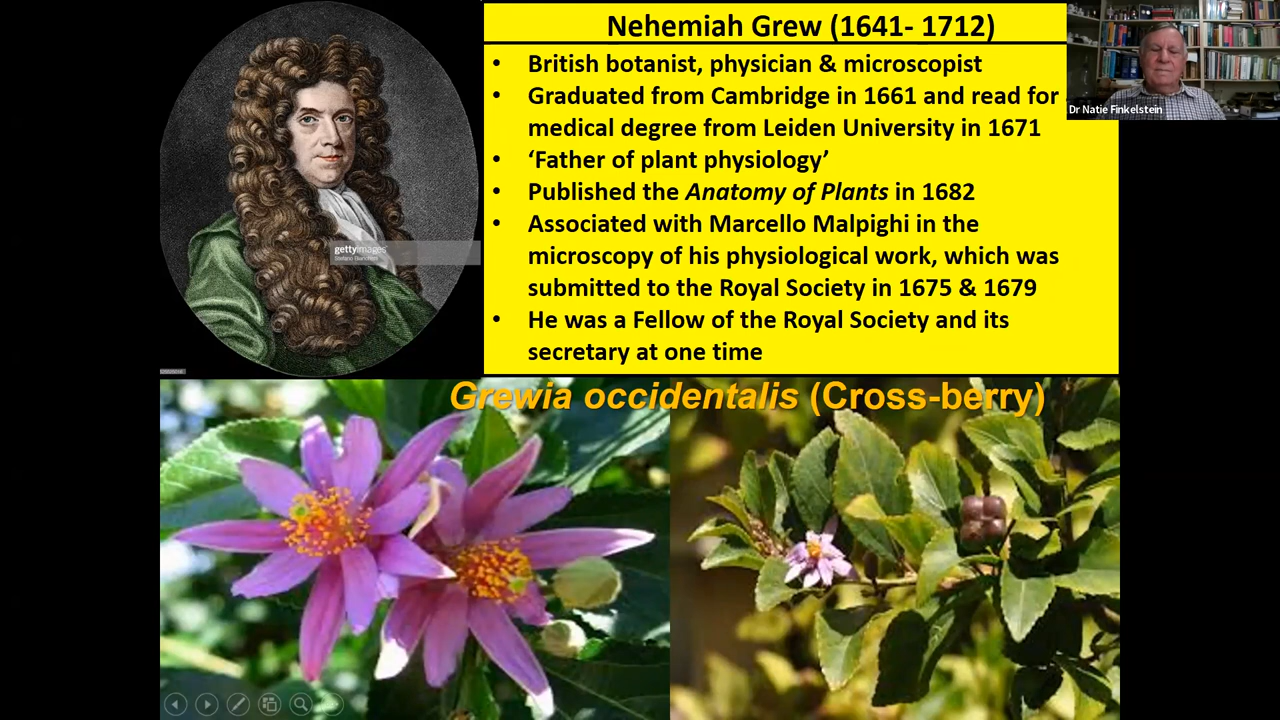 Nehemiah Grew (1641- 1712)
• British botanist, physician & microscopist
• Graduated from Cambridge in 1661 and read for
medical degree from Leiden University in 1671
• ‘Father of plant physiology’
• Published the Anatomy of Plants in 1682
• Associated with Marcello Malpighi in the
microscopy of his physiological work, which was
submitted to the Royal Society in 1675 & 1679
• He was a Fellow of the Royal Society and its
secretary at one time
Dr Natie Finkelstein
gettyimages
Grewia occidentalis (Cross-berry)